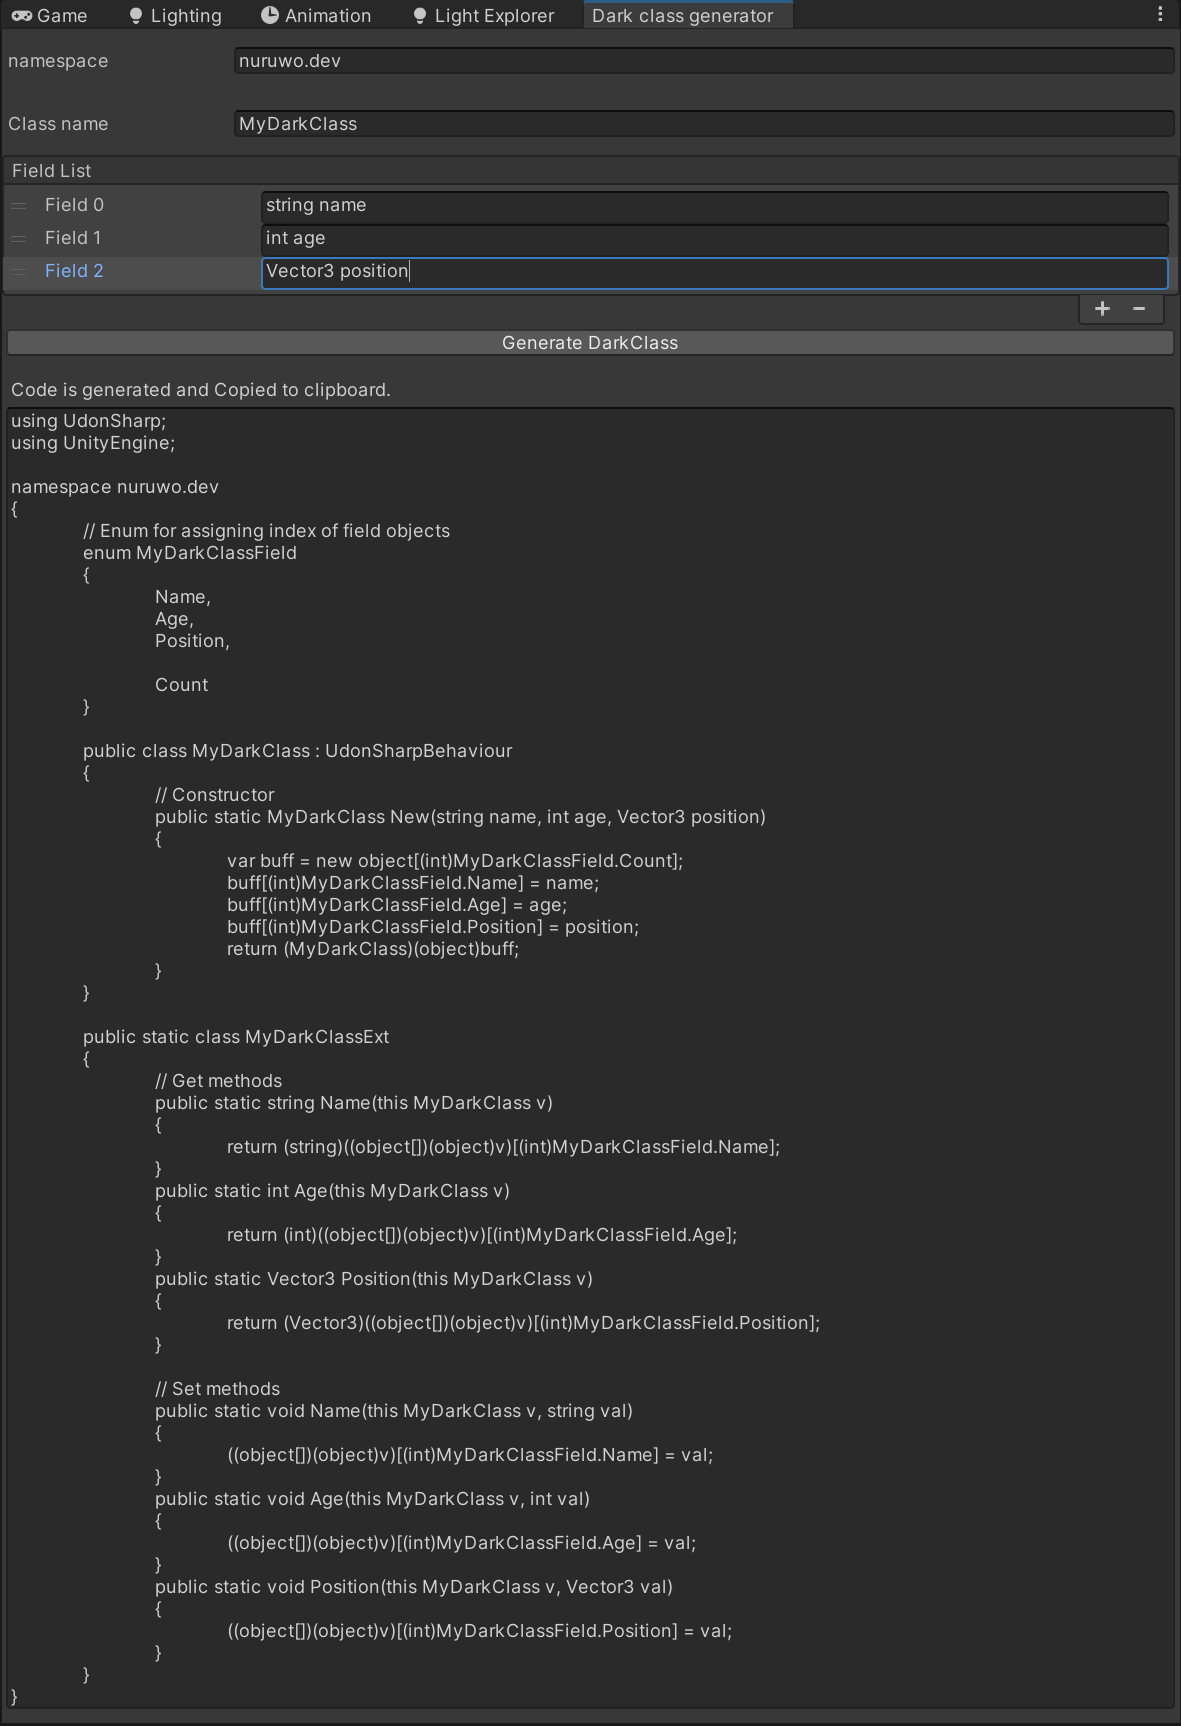 Game Lighting Animation Light Explorer Dark class generator
namespace nuruwo.dev
Class name MyDarkClass
Field List
Field 0 string name
Field 1 int age
Field 2 Vector3 position
+ −
Generate DarkClass
Code is generated and Copied to clipboard.
using UdonSharp;
using UnityEngine;
namespace nuruwo.dev
{
// Enum for assigning index of field objects
enum MyDarkClassField
{
Name,
Age,
Position,
Count
}
public class MyDarkClass : UdonSharpBehaviour
{
// Constructor
public static MyDarkClass New(string name, int age, Vector3 position)
{
var buff = new object[(int)MyDarkClassField.Count];
buff[(int)MyDarkClassField.Name] = name;
buff[(int)MyDarkClassField.Age] = age;
buff[(int)MyDarkClassField.Position] = position;
return (MyDarkClass)(object)buff;
}
}
public static class MyDarkClassExt
{
// Get methods
public static string Name(this MyDarkClass v)
{
return (string)((object[])(object)v)[(int)MyDarkClassField.Name];
}
public static int Age(this MyDarkClass v)
{
return (int)((object[])(object)v)[(int)MyDarkClassField.Age];
}
public static Vector3 Position(this MyDarkClass v)
{
return (Vector3)((object[])(object)v)[(int)MyDarkClassField.Position];
}
// Set methods
public static void Name(this MyDarkClass v, string val)
{
((object[])(object)v)[(int)MyDarkClassField.Name] = val;
}
public static void Age(this MyDarkClass v, int val)
{
((object[])(object)v)[(int)MyDarkClassField.Age] = val;
}
public static void Position(this MyDarkClass v, Vector3 val)
{
((object[])(object)v)[(int)MyDarkClassField.Position] = val;
}
}
}